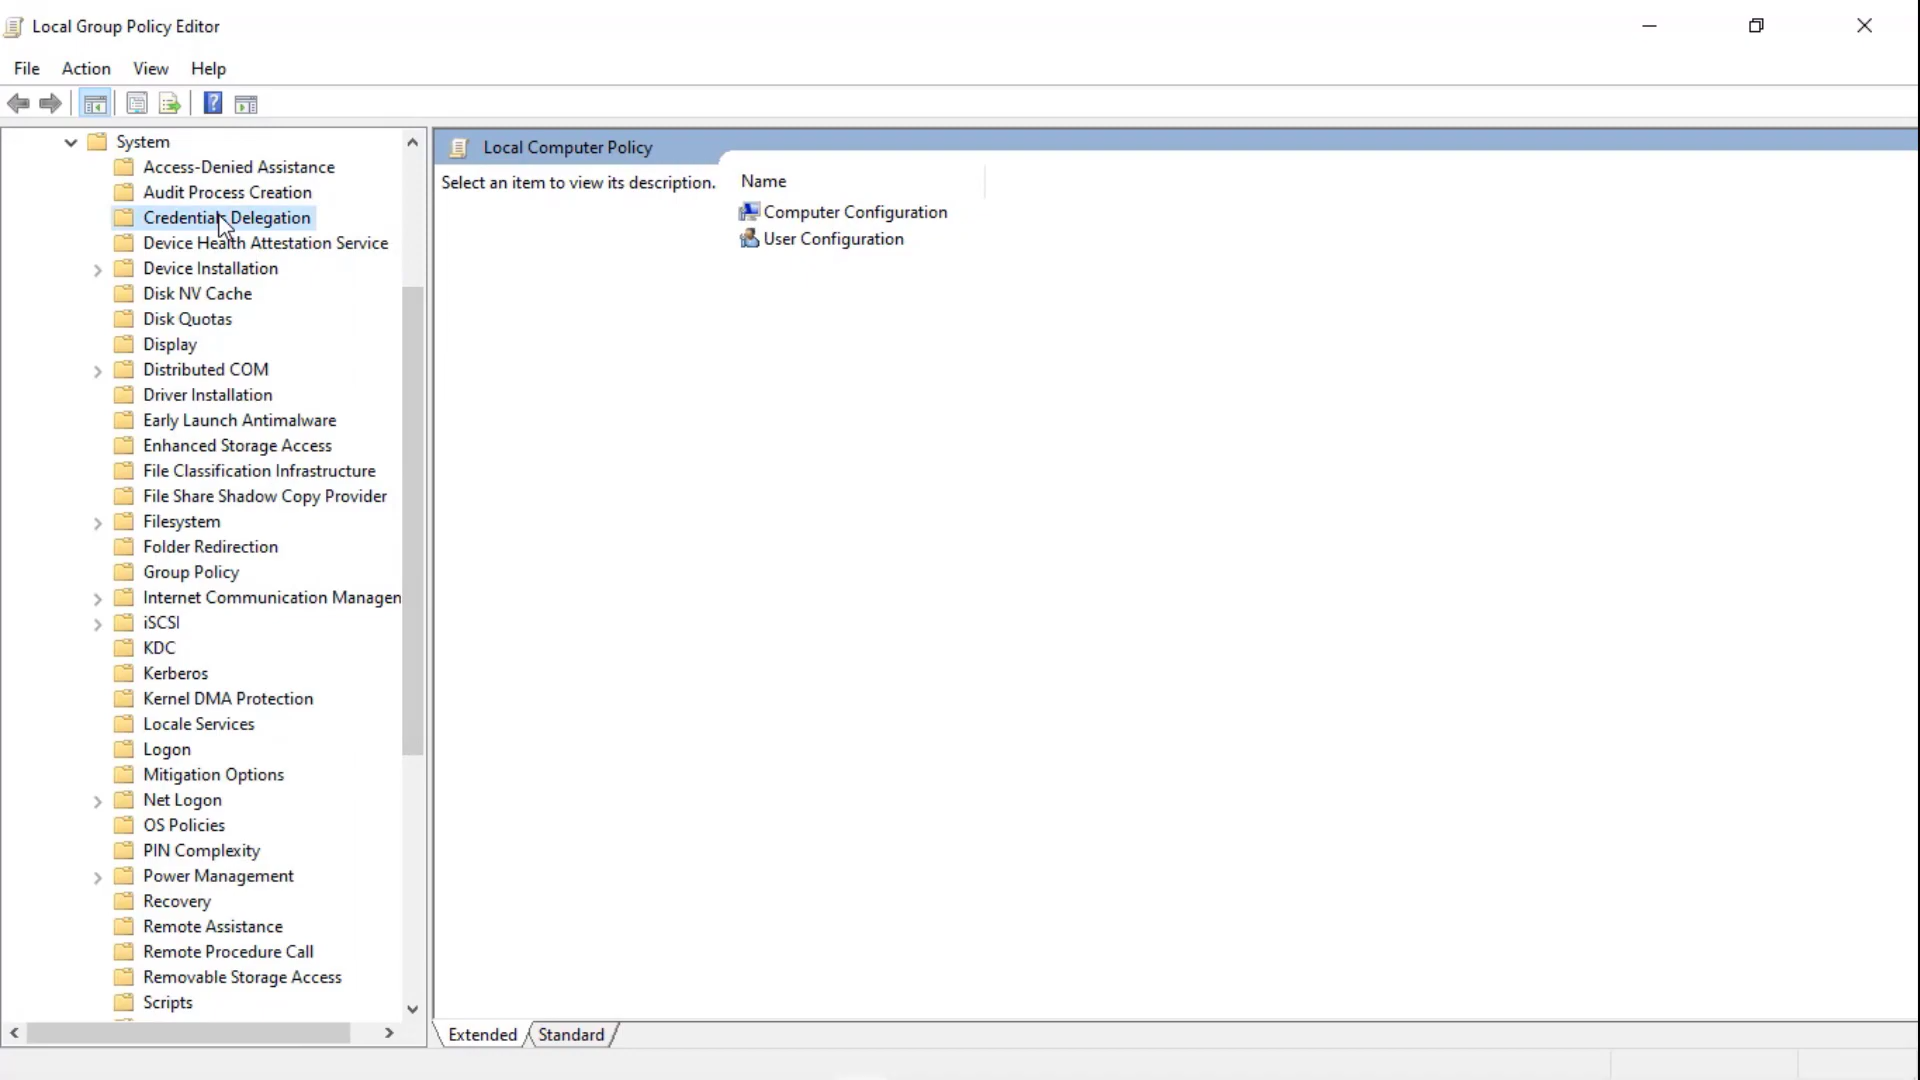 Local Group Policy Editor
File Action View Help
System
Access-Denied Assistance
Audit Process Creation
Credentials Delegation
Device Health Attestation Service
Device Installation
Disk NV Cache
Disk Quotas
Display
Distributed COM
Driver Installation
Early Launch Antimalware
Enhanced Storage Access
File Classification Infrastructure
File Share Shadow Copy Provider
Filesystem
Folder Redirection
Group Policy
Internet Communication Managen
iSCSI
KDC
Kerberos
Kernel DMA Protection
Locale Services
Logon
Mitigation Options
Net Logon
OS Policies
PIN Complexity
Power Management
Recovery
Remote Assistance
Remote Procedure Call
Removable Storage Access
Scripts
Local Computer Policy
Select an item to view its description.
Name
Computer Configuration
User Configuration
Extended Standard